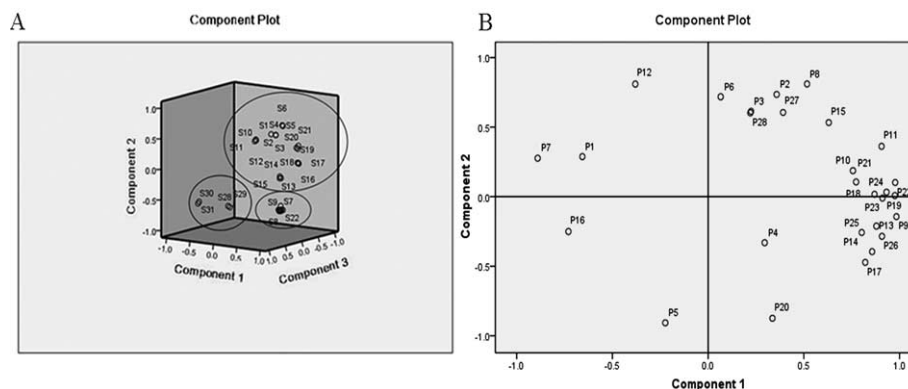 A
Component Plot
Component 2
1.0
0.5
0.0
-0.5
-1.0
S6
S1 S4 S5 S21
S10 S2 S20
S11 S3 S19
S12 S14 S18 S17
S15 S13 S16
S30 S28 S29
S31
S9 S7
S8 S22
-1.0 -0.5 0.0 0.5 1.0
Component 1
1.0 0.5 0.0 -0.5 -1.0
Component 3
B
Component Plot
Component 2
1.0
0.5
0.0
-0.5
-1.0
P12
P6
P2
P8
P3
P27
P28
P15
P7
P1
P11
P10
P21
P18
P24
P23
P19
P16
P4
P25
P13
P9
P14
P26
P17
P5
P20
-1.0 -0.5 0.0 0.5 1.0
Component 1